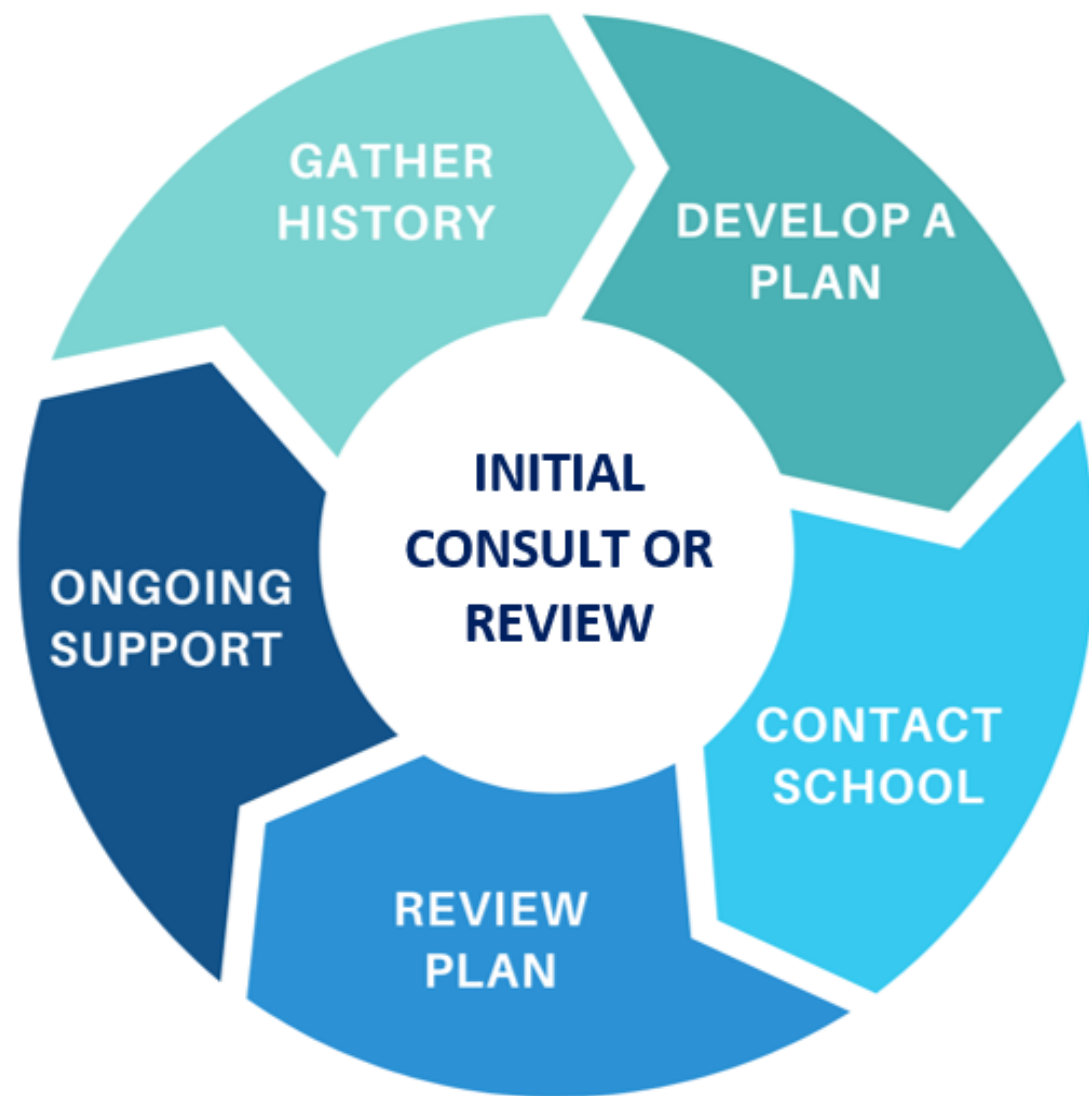 GATHER
HISTORY
DEVELOP A
PLAN
CONTACT
SCHOOL
REVIEW
PLAN
ONGOING
SUPPORT
INITIAL
CONSULT OR
REVIEW